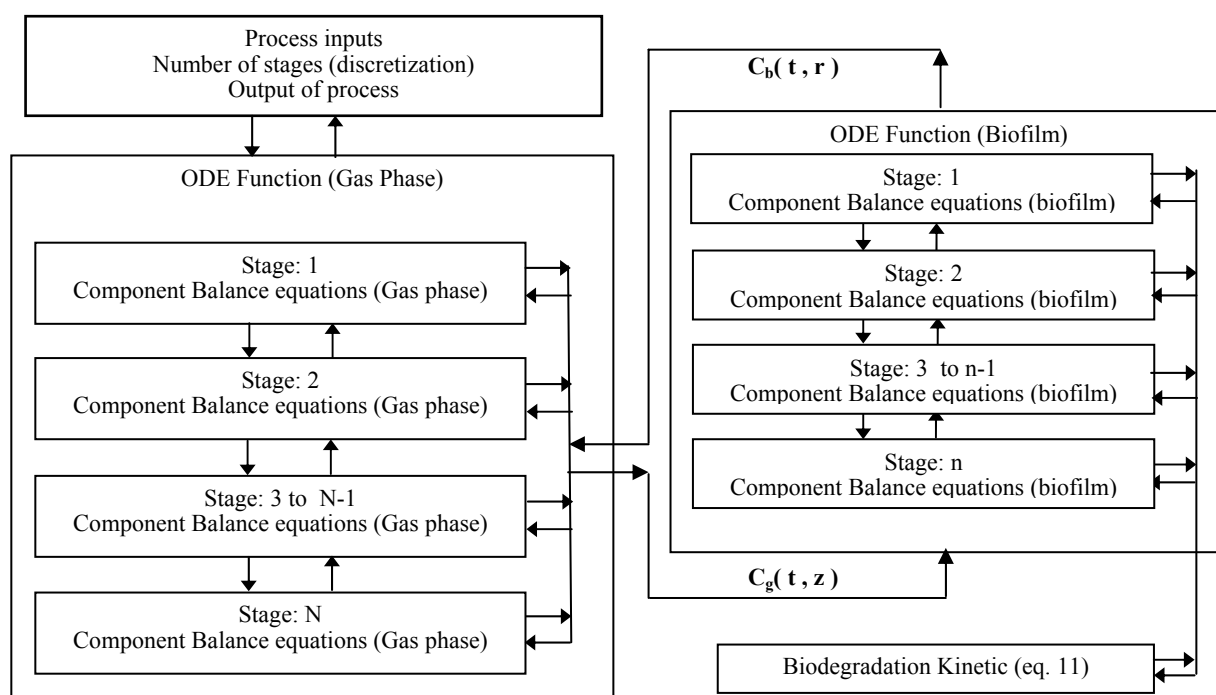 Process inputs
Number of stages (discretization)
Output of process
ODE Function (Gas Phase)
Stage: 1
Component Balance equations (Gas phase)
Stage: 2
Component Balance equations (Gas phase)
Stage: 3 to N-1
Component Balance equations (Gas phase)
Stage: N
Component Balance equations (Gas phase)
Cb( t , r )
Cg( t , z )
ODE Function (Biofilm)
Stage: 1
Component Balance equations (biofilm)
Stage: 2
Component Balance equations (biofilm)
Stage: 3 to n-1
Component Balance equations (biofilm)
Stage: n
Component Balance equations (biofilm)
Biodegradation Kinetic (eq. 11)